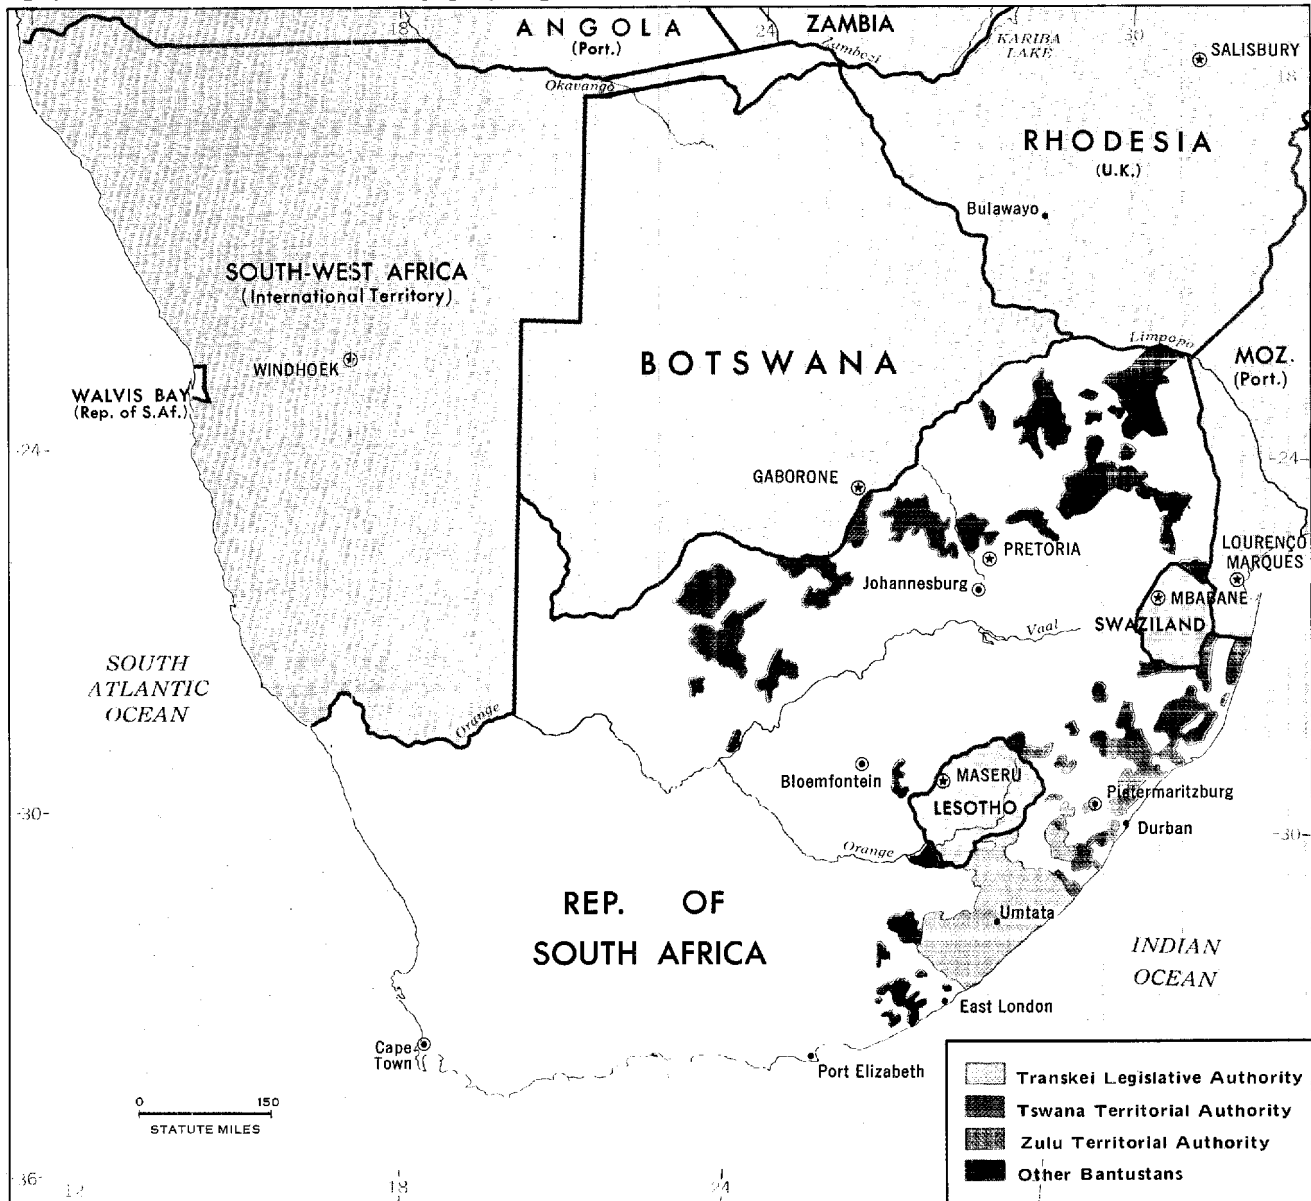 18
ANGOLA
(Port.)
24
ZAMBIA
Zambezi
KARIBA
LAKE
30
SALISBURY
18
Okavango
RHODESIA
(U.K.)
Bulawayo
SOUTH-WEST AFRICA
(International Territory)
WINDHOEK
WALVIS BAY
(Rep. of S.Af.)
BOTSWANA
Limpopo
MOZ.
(Port.)
24
24
GABORONE
PRETORIA
Johannesburg
LOURENÇO
MARQUES
MBABANE
SWAZILAND
Vaal
SOUTH
ATLANTIC
OCEAN
Orange
Bloemfontein
MASERU
LESOTHO
Pietermaritzburg
Durban
30
30
Orange
REP. OF
SOUTH AFRICA
Umtata
INDIAN
OCEAN
East London
Cape
Town
Port Elizabeth
0 150
STATUTE MILES
Transkei Legislative Authority
Tswana Territorial Authority
Zulu Territorial Authority
Other Bantustans
36
12
18
24